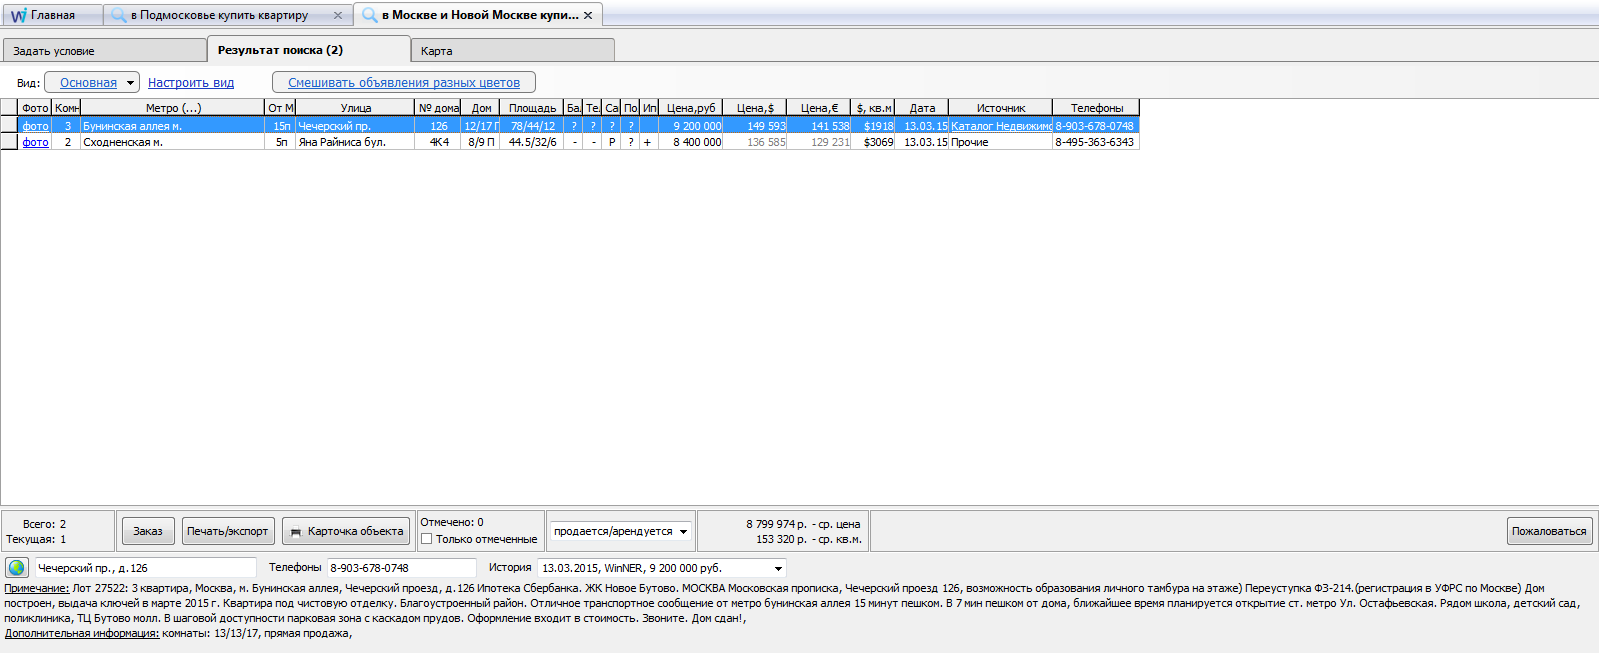 Главная в Подмосковье купить квартиру в Москве и Новой Москве купи...
Задать условие Результат поиска (2) Карта
Вид: Основная Настроить вид Смешивать объявления разных цветов
Фото Комн Метро (...) От М Улица № дома Дом Площадь Ба. Те. Са По Ип Цена,руб Цена,$ Цена,€ $, кв.м Дата Источник Телефоны
фото 3 Бунинская аллея м. 15п Чечерский пр. 126 12/17 П 78/44/12 ? ? ? ? 9 200 000 149 593 141 538 $1918 13.03.15 Каталог Недвижимо 8-903-678-0748
фото 2 Сходненская м. 5п Яна Райниса бул. 4К4 8/9 П 44.5/32/6 - - Р ? + 8 400 000 136 585 129 231 $3069 13.03.15 Прочие 8-495-363-6343
Всего: 2
Текущая: 1
Заказ Печать/экспорт Карточка объекта
Отмечено: 0
Только отмеченные
продается/арендуется
8 799 974 р. - ср. цена
153 320 р. - ср. кв.м.
Пожаловаться
Чечерский пр., д.126 Телефоны 8-903-678-0748 История 13.03.2015, WinNER, 9 200 000 руб.
Примечание: Лот 27522: 3 квартира, Москва, м. Бунинская аллея, Чечерский проезд, д.126 Ипотека Сбербанка. ЖК Новое Бутово. МОСКВА Московская прописка, Чечерский проезд 126, возможность образования личного тамбура на этаже) Переуступка ФЗ-214.(регистрация в УФРС по Москве) Дом
построен, выдача ключей в марте 2015 г. Квартира под чистовую отделку. Благоустроенный район. Отличное транспортное сообщение от метро бунинская аллея 15 минут пешком. В 7 мин пешком от дома, ближайшее время планируется открытие ст. метро Ул. Остафьевская. Рядом школа, детский сад,
поликлиника, ТЦ Бутово молл. В шаговой доступности парковая зона с каскадом прудов. Оформление входит в стоимость. Звоните. Дом сдан!,
Дополнительная информация: комнаты: 13/13/17, прямая продажа,